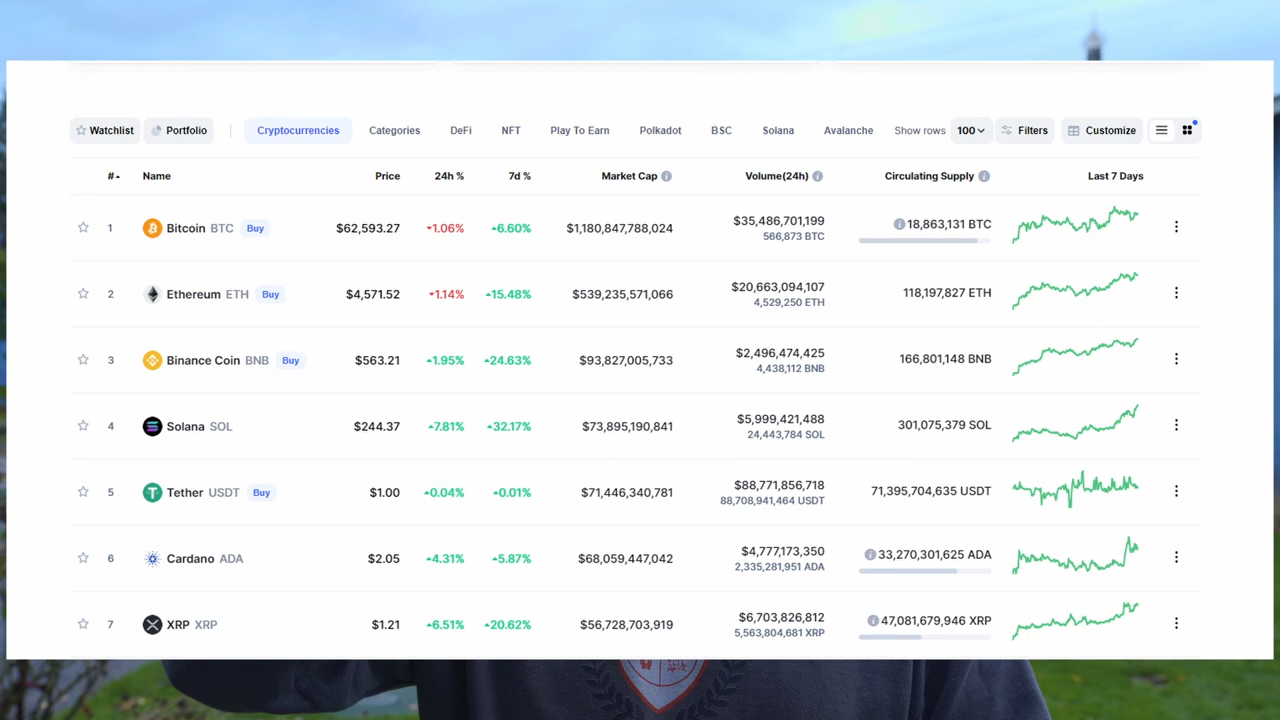 Watchlist Portfolio Cryptocurrencies Categories DeFi NFT Play To Earn Polkadot BSC Solana Avalanche Show rows 100 Filters Customize
# Name Price 24h % 7d % Market Cap Volume(24h) Circulating Supply Last 7 Days
1 Bitcoin BTC Buy $62,593.27 1.06% 6.60% $1,180,847,788,024 $35,486,701,199 18,863,131 BTC
566,873 BTC
2 Ethereum ETH Buy $4,571.52 1.14% 15.48% $539,235,571,066 $20,663,094,107 118,197,827 ETH
4,529,250 ETH
3 Binance Coin BNB Buy $563.21 1.95% 24.63% $93,827,005,733 $2,496,474,425 166,801,148 BNB
4,438,112 BNB
4 Solana SOL $244.37 7.81% 32.17% $73,895,190,841 $5,999,421,488 301,075,379 SOL
24,443,784 SOL
5 Tether USDT Buy $1.00 0.04% 0.01% $71,446,340,781 $88,771,856,718 71,395,704,635 USDT
88,708,941,464 USDT
6 Cardano ADA $2.05 4.31% 5.87% $68,059,447,042 $4,777,173,350 33,270,301,625 ADA
2,335,281,951 ADA
7 XRP XRP $1.21 6.51% 20.62% $56,728,703,919 $6,703,826,812 47,081,679,946 XRP
5,563,804,681 XRP